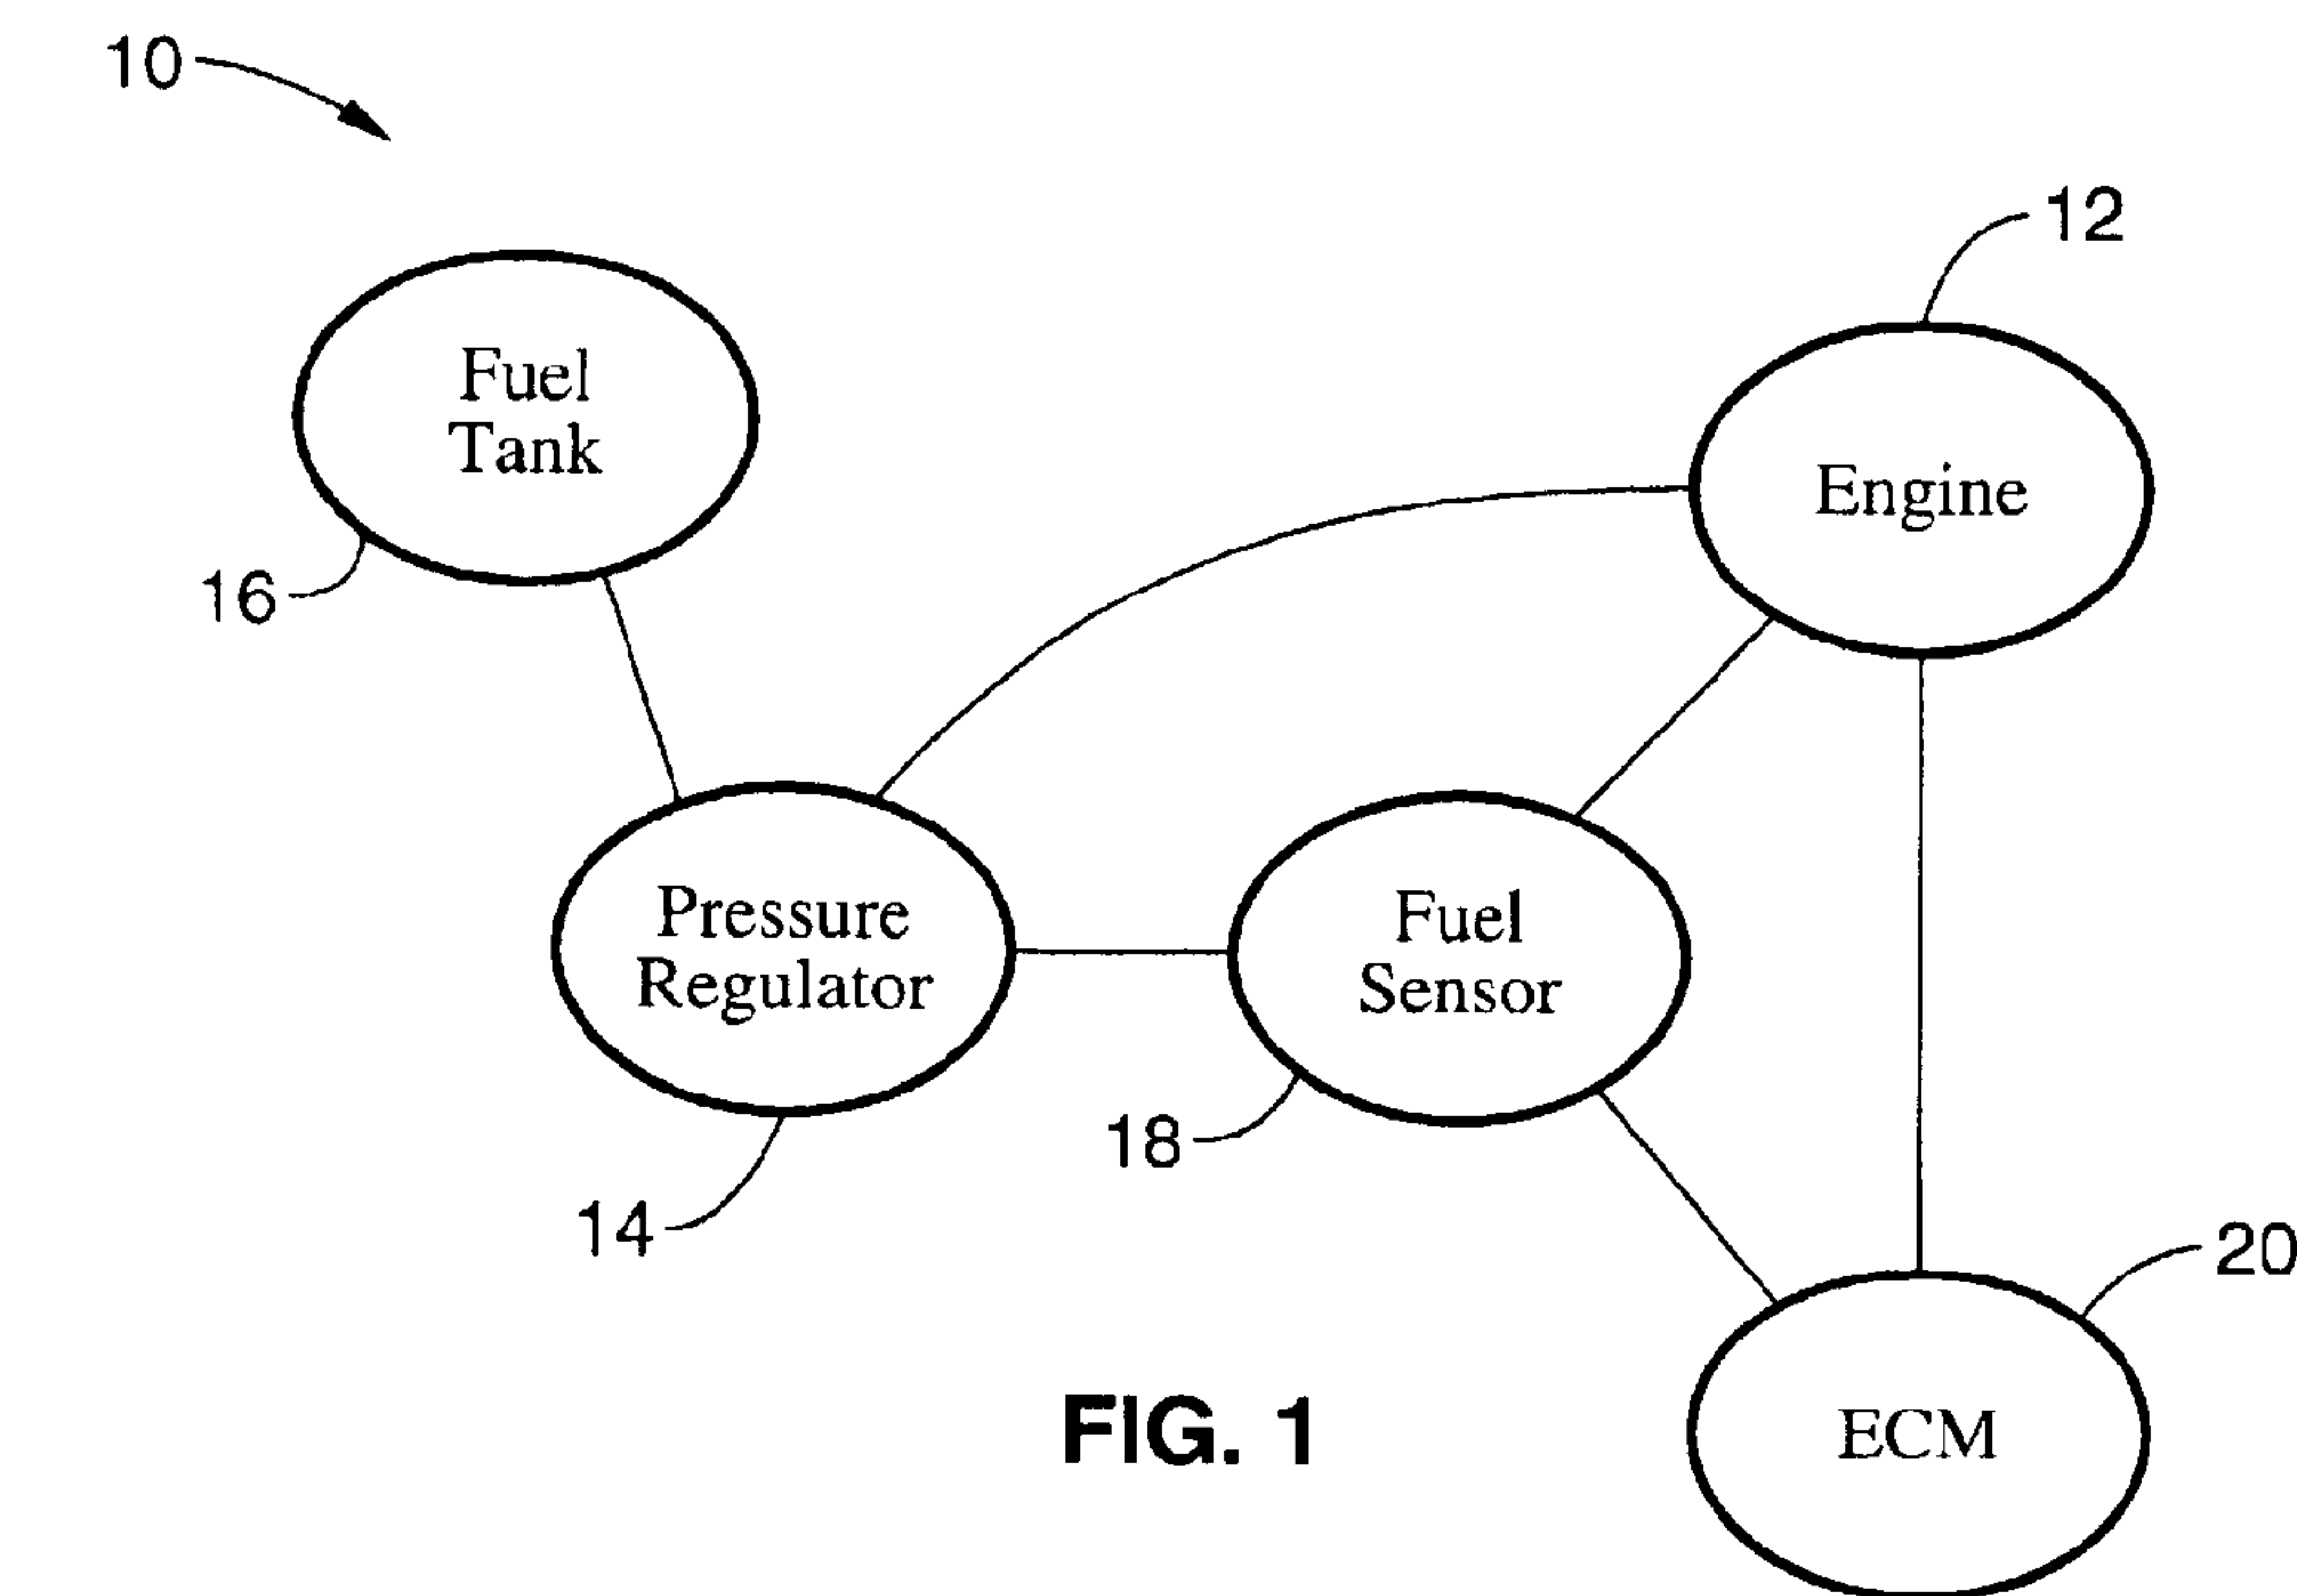 10
12
Fuel
Tank
Engine
16
Pressure
Regulator
Fuel
Sensor
18
14
20
FIG. 1
ECM